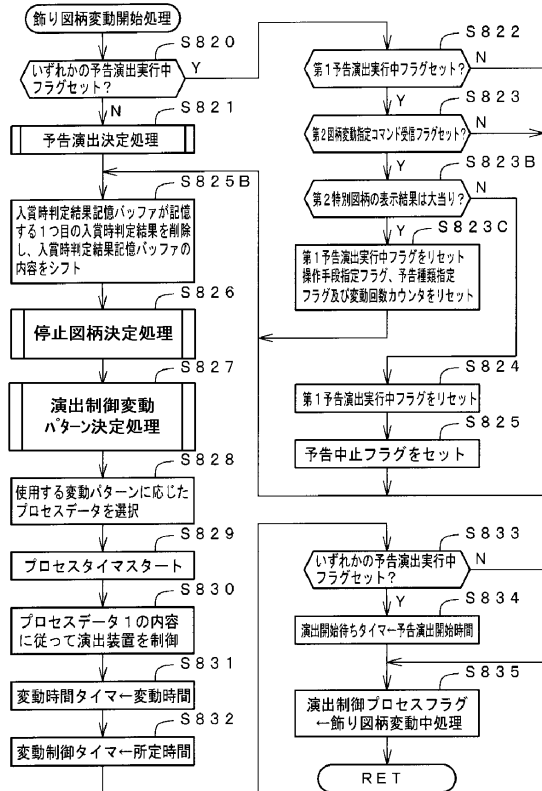 飾り図柄変動開始処理
S820
いずれかの予告演出実行中
フラグセット?
Y
N
S821
予告演出決定処理
S825B
入賞時判定結果記憶バッファが記憶
する1つ目の入賞時判定結果を削除
し、入賞時判定結果記憶バッファの
内容をシフト
S826
停止図柄決定処理
S827
演出制御変動
パターン決定処理
S828
使用する変動パターンに応じた
プロセスデータを選択
S829
プロセスタイマスタート
S830
プロセスデータ1の内容
に従って演出装置を制御
S831
変動時間タイマ←変動時間
S832
変動制御タイマ←所定時間
S822
第1予告演出実行中フラグセット?
N
Y
S823
第2図柄変動指定コマンド受信フラグセット?
N
Y
S823B
第2特別図柄の表示結果は大当り?
N
Y
S823C
第1予告演出実行中フラグをリセット
操作手段指定フラグ、予告種類指定
フラグ及び変動回数カウンタをリセット
S824
第1予告演出実行中フラグをリセット
S825
予告中止フラグをセット
S833
いずれかの予告演出実行中
フラグセット?
N
Y
S834
演出開始待ちタイマ←予告演出開始時間
S835
演出制御プロセスフラグ
←飾り図柄変動中処理
RET